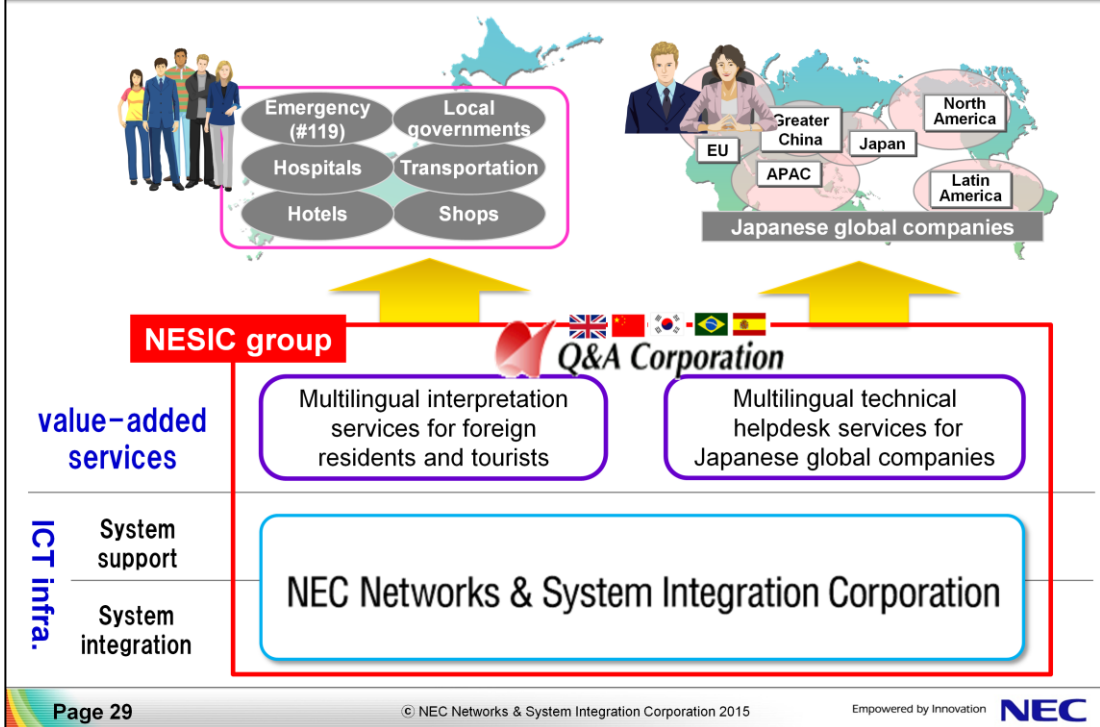 Emergency
(#119)
Local
governments
Hospitals
Transportation
Hotels
Shops
EU
Greater
China
Japan
North
America
APAC
Latin
America
Japanese global companies
NESIC group
Q&A Corporation
value-added
services
Multilingual interpretation
services for foreign
residents and tourists
Multilingual technical
helpdesk services for
Japanese global companies
ICT infra.
System
support
System
integration
NEC Networks & System Integration Corporation
Page 29
© NEC Networks & System Integration Corporation 2015
Empowered by Innovation
NEC